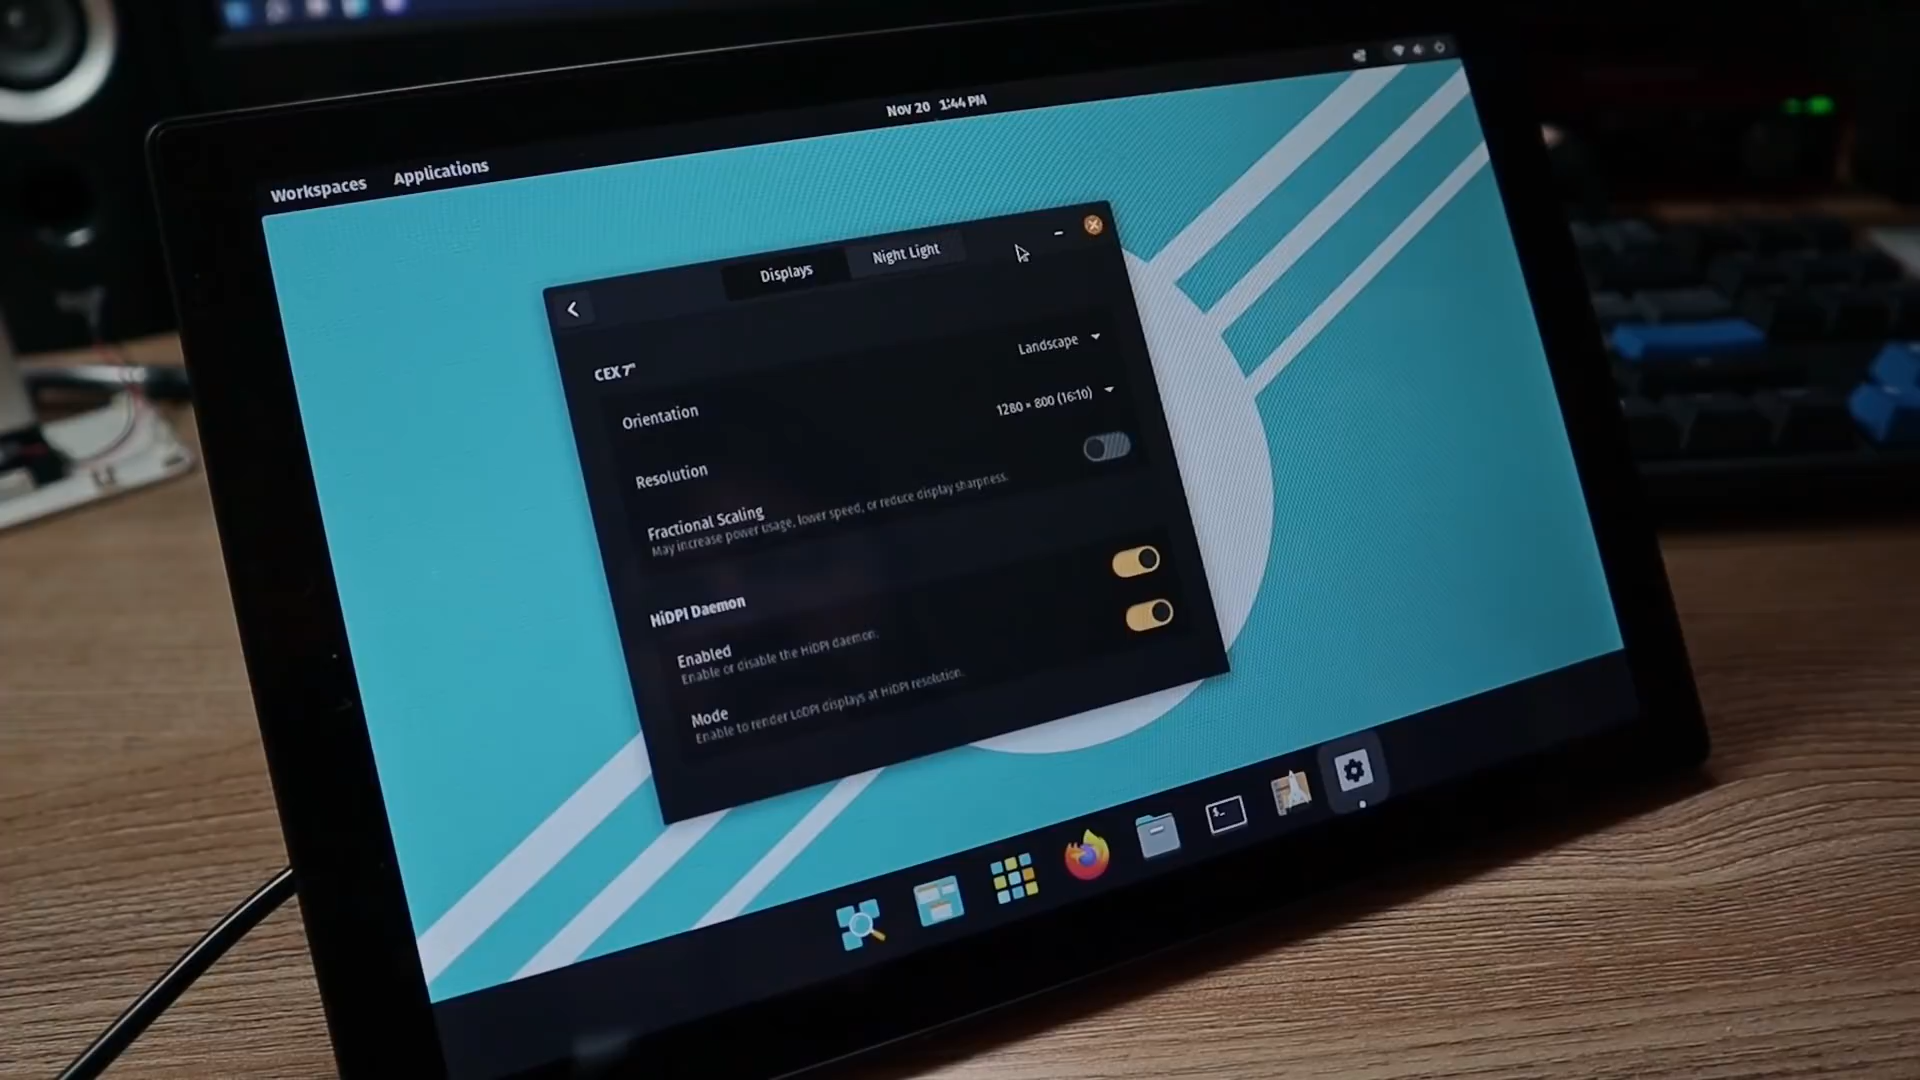 Nov 20 1:44 PM
Workspaces Applications
Displays Night Light
CEX 7"
Orientation Landscape
Resolution 1280 × 800 (16:10)
Fractional Scaling
May increase power usage, lower speed, or reduce display sharpness.
HiDPI Daemon
Enabled
Enable or disable the HiDPI daemon.
Mode
Enable to render LoDPI displays at HiDPI resolution.
$_